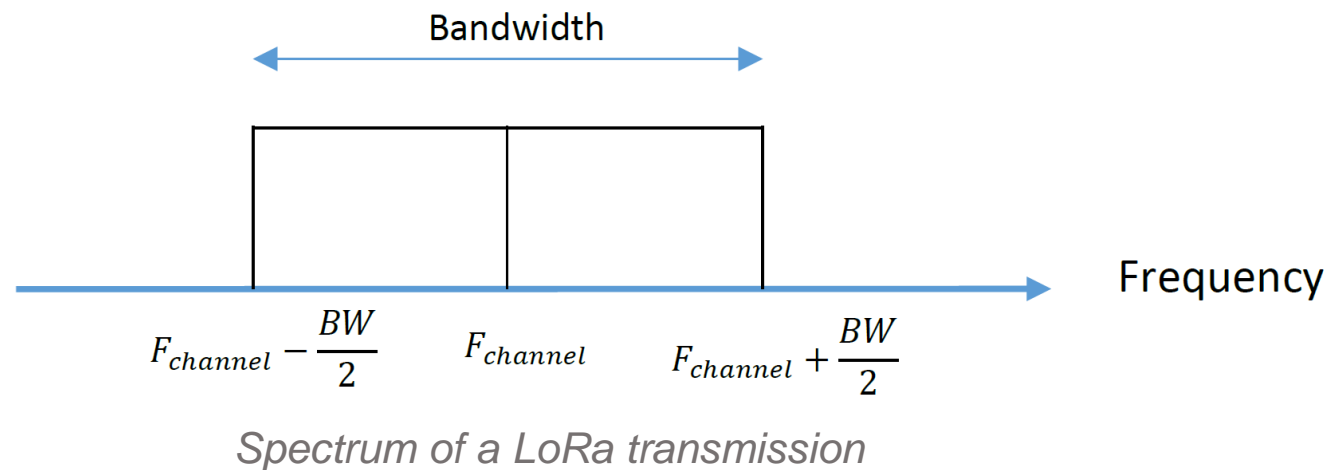 Bandwidth
Frequency
F_channel − BW/2 F_channel F_channel + BW/2
Spectrum of a LoRa transmission